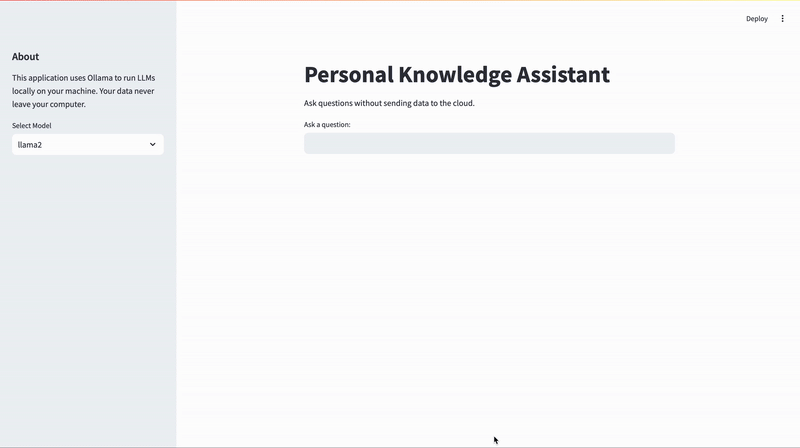 Deploy
About
This application uses Ollama to run LLMs
locally on your machine. Your data never
leave your computer.
Select Model
llama2
Personal Knowledge Assistant
Ask questions without sending data to the cloud.
Ask a question: